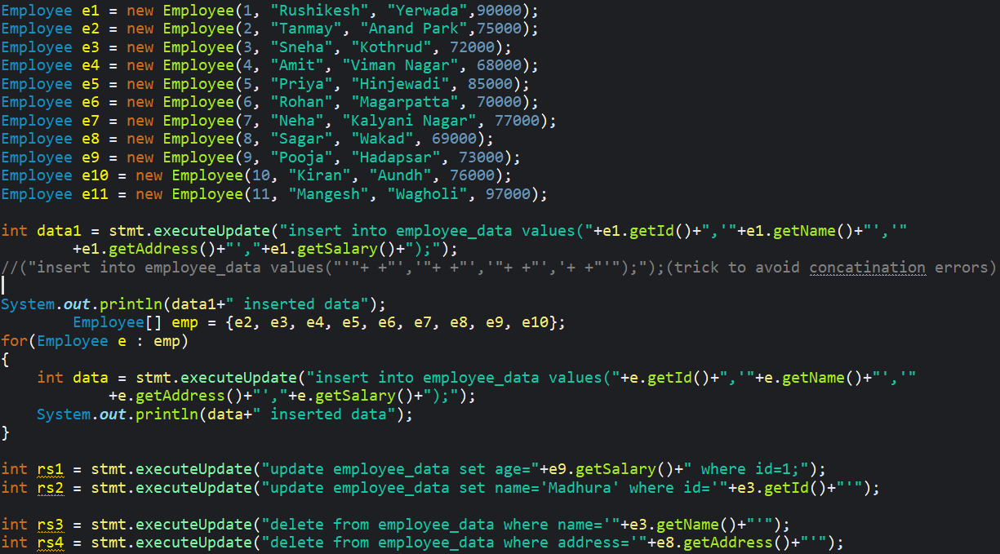 Employee e1 = new Employee(1, "Rushikesh", "Yerwada",90000);
Employee e2 = new Employee(2, "Tanmay", "Anand Park",75000);
Employee e3 = new Employee(3, "Sneha", "Kothrud", 72000);
Employee e4 = new Employee(4, "Amit", "Viman Nagar", 68000);
Employee e5 = new Employee(5, "Priya", "Hinjewadi", 85000);
Employee e6 = new Employee(6, "Rohan", "Magarpatta", 70000);
Employee e7 = new Employee(7, "Neha", "Kalyani Nagar", 77000);
Employee e8 = new Employee(8, "Sagar", "Wakad", 69000);
Employee e9 = new Employee(9, "Pooja", "Hadapsar", 73000);
Employee e10 = new Employee(10, "Kiran", "Aundh", 76000);
Employee e11 = new Employee(11, "Mangesh", "Wagholi", 97000);

int data1 = stmt.executeUpdate("insert into employee_data values("+e1.getId()+",'"+e1.getName()+"','"
        +e1.getAddress()+"',"+e1.getSalary()+");");
//("insert into employee_data values("'"+ +"','"+ +"','"+ +"','+ +"'");");(trick to avoid concatination errors)

System.out.println(data1+" inserted data");
        Employee[] emp = {e2, e3, e4, e5, e6, e7, e8, e9, e10};
for(Employee e : emp)
{
    int data = stmt.executeUpdate("insert into employee_data values("+e.getId()+",'"+e.getName()+"','"
            +e.getAddress()+"',"+e.getSalary()+");");
    System.out.println(data+" inserted data");
}

int rs1 = stmt.executeUpdate("update employee_data set age="+e9.getSalary()+" where id=1;");
int rs2 = stmt.executeUpdate("update employee_data set name='Madhura' where id='"+e3.getId()+"'");

int rs3 = stmt.executeUpdate("delete from employee_data where name='"+e3.getName()+"'");
int rs4 = stmt.executeUpdate("delete from employee_data where address='"+e8.getAddress()+"'");